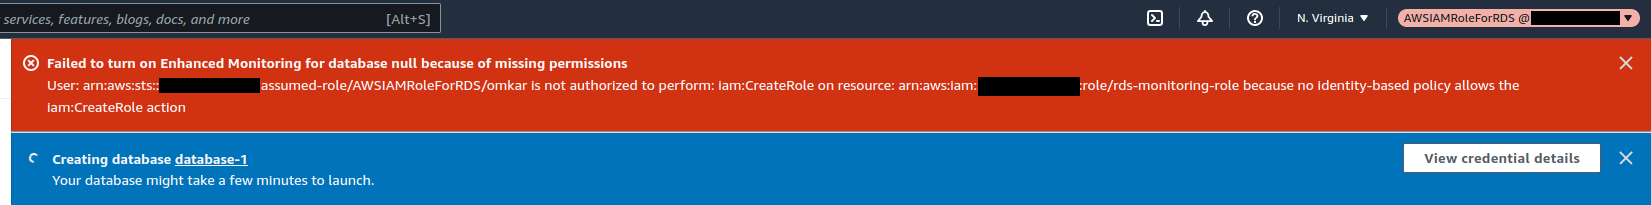 services, features, blogs, docs, and more [Alt+S] N. Virginia AWSIAMRoleForRDS @
Failed to turn on Enhanced Monitoring for database null because of missing permissions
User: arn:aws:sts:: assumed-role/AWSIAMRoleForRDS/omkar is not authorized to perform: iam:CreateRole on resource: arn:aws:iam: :role/rds-monitoring-role because no identity-based policy allows the
iam:CreateRole action
Creating database database-1
View credential details
Your database might take a few minutes to launch.